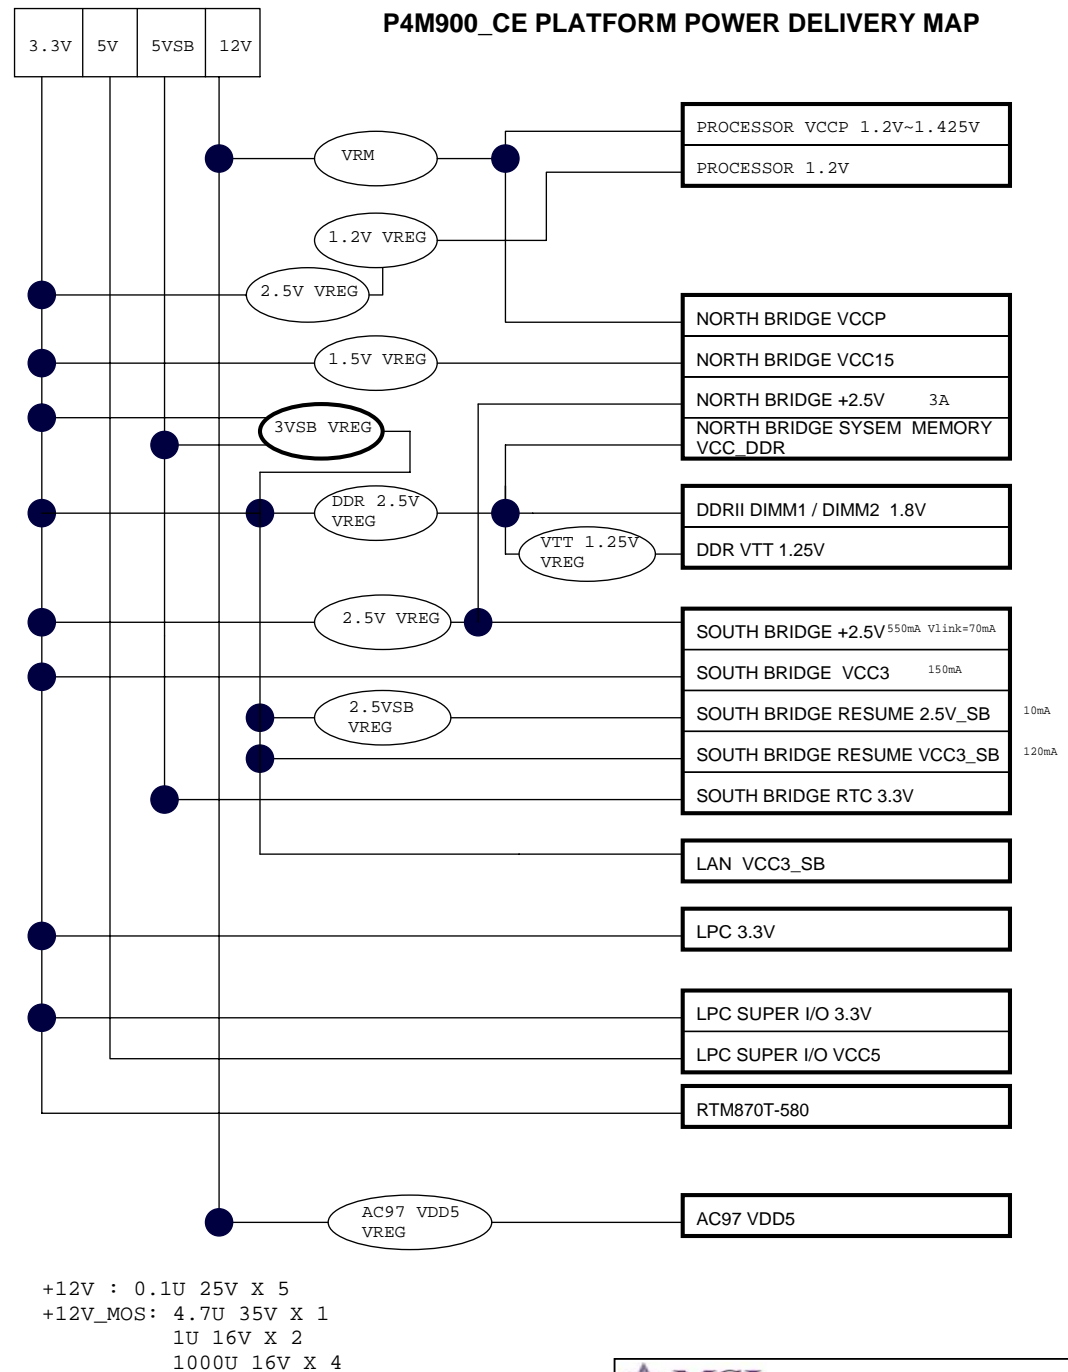 P4M900_CE PLATFORM POWER DELIVERY MAP
3.3V 5V 5VSB 12V
PROCESSOR VCCP 1.2V~1.425V
VRM
PROCESSOR 1.2V
1.2V VREG
2.5V VREG
NORTH BRIDGE VCCP
1.5V VREG
NORTH BRIDGE VCC15
NORTH BRIDGE +2.5V 3A
3VSB VREG
NORTH BRIDGE SYSEM MEMORY
VCC_DDR
DDR 2.5V
VREG
DDRII DIMM1 / DIMM2 1.8V
VTT 1.25V
VREG
DDR VTT 1.25V
2.5V VREG
SOUTH BRIDGE +2.5V 550mA Vlink=70mA
SOUTH BRIDGE VCC3 150mA
2.5VSB
VREG
SOUTH BRIDGE RESUME 2.5V_SB 10mA
SOUTH BRIDGE RESUME VCC3_SB 120mA
SOUTH BRIDGE RTC 3.3V
LAN VCC3_SB
LPC 3.3V
LPC SUPER I/O 3.3V
LPC SUPER I/O VCC5
RTM870T-580
AC97 VDD5
VREG
AC97 VDD5
+12V : 0.1U 25V X 5
+12V_MOS: 4.7U 35V X 1
1U 16V X 2
1000U 16V X 4